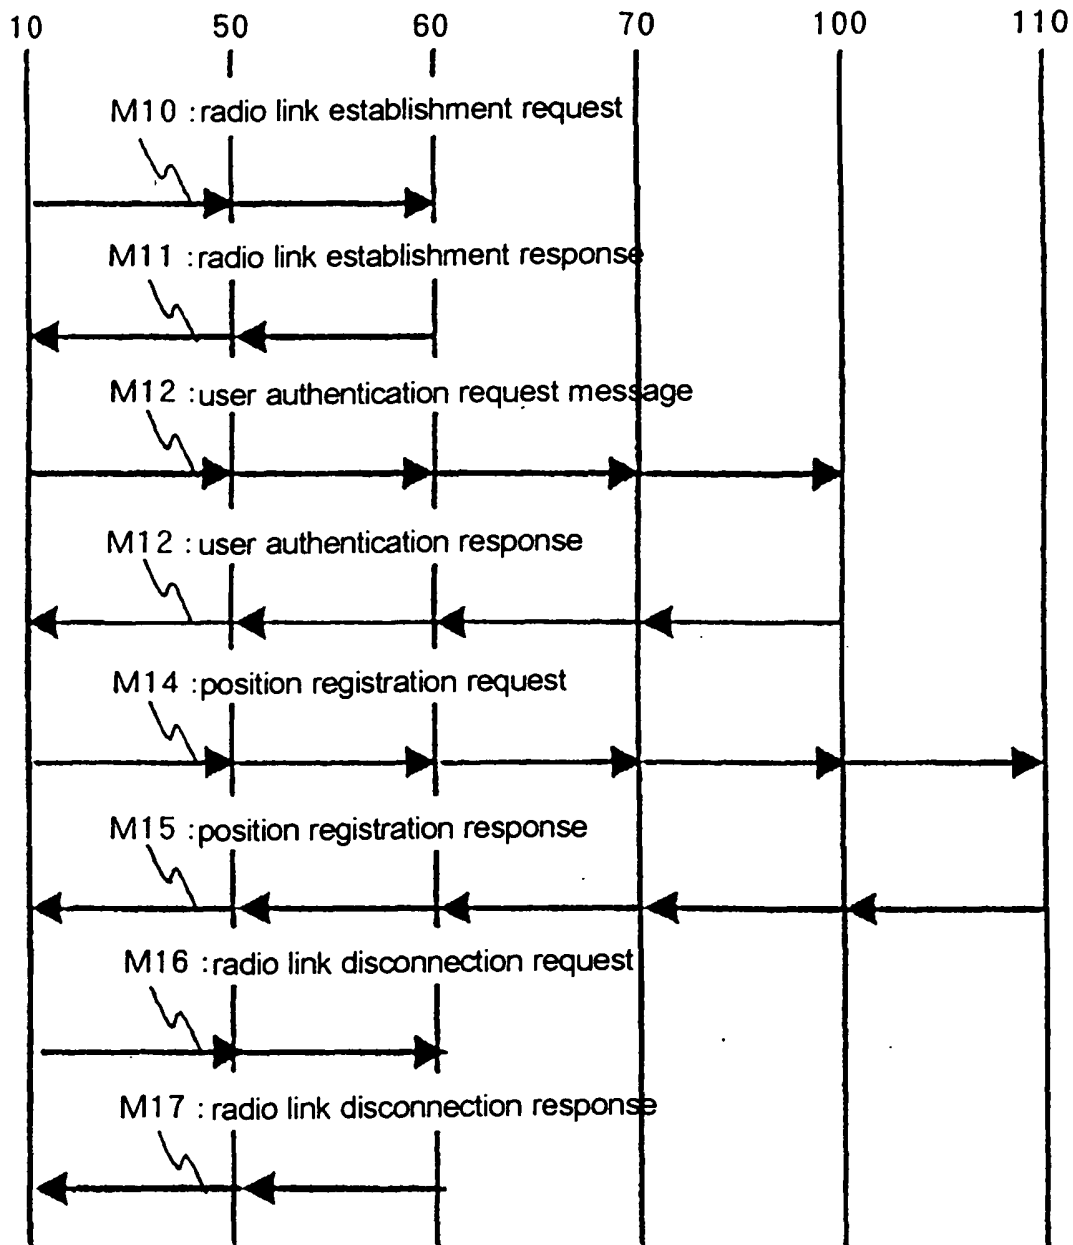 10 50 60 70 100 110
M10 :radio link establishment request
M11 :radio link establishment response
M12 :user authentication request message
M12 :user authentication response
M14 :position registration request
M15 :position registration response
M16 :radio link disconnection request
M17 :radio link disconnection response